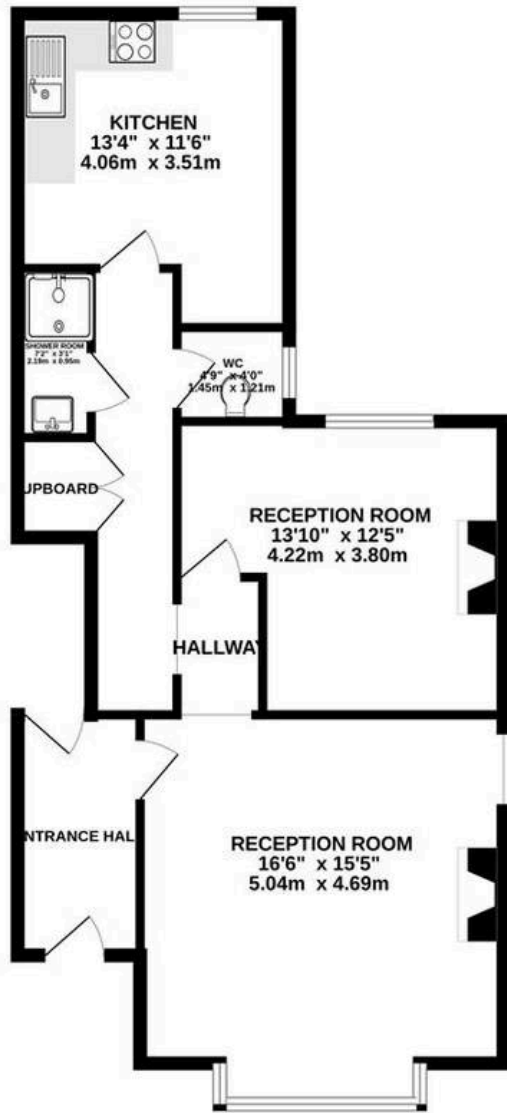 KITCHEN
13'4" x 11'6"
4.06m x 3.51m
SHOWER ROOM
7'2" x 3'1"
2.19m x 0.95m
WC
4'9" x 4'0"
1.45m x 1.21m
UPBOARD
RECEPTION ROOM
13'10" x 12'5"
4.22m x 3.80m
HALLWAY
NTRANCE HAL
RECEPTION ROOM
16'6" x 15'5"
5.04m x 4.69m